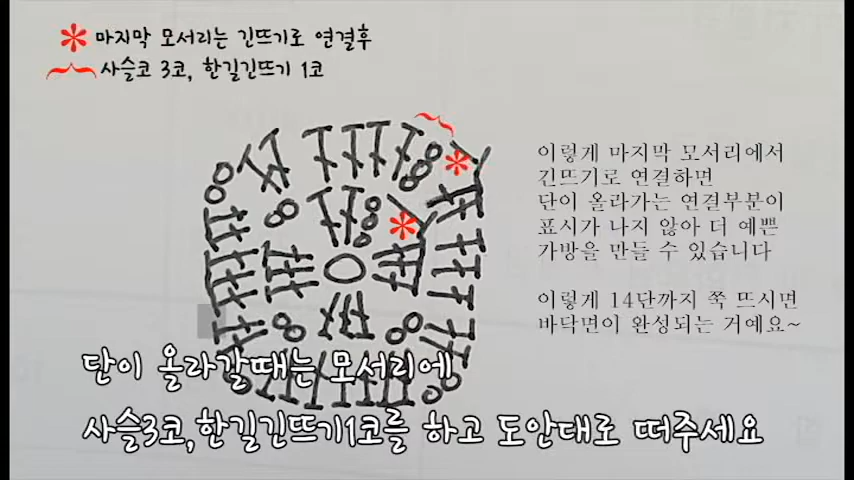 * 마지막 모서리는 긴뜨기로 연결후
사슬코 3코, 한길긴뜨기 1코
이렇게 마지막 모서리에서
긴뜨기로 연결하면
단이 올라가는 연결부분이
표시가 나지 않아 더 예쁜
가방을 만들 수 있습니다
이렇게 14단까지 쭉 뜨시면
바닥면이 완성되는 거예요~
단이 올라갈때는 모서리에
사슬3코,한길긴뜨기1코를 하고 도안대로 떠주세요